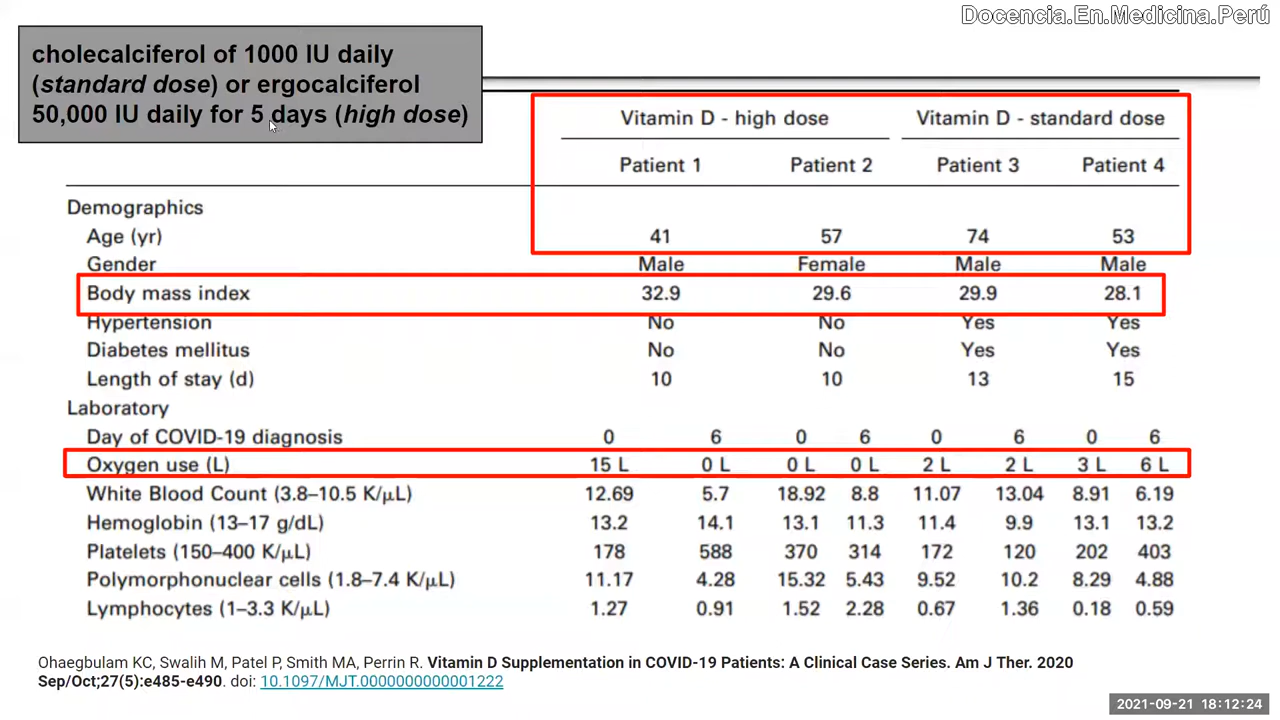 Docencia.En.Medicina.Perú
cholecalciferol of 1000 IU daily
(standard dose) or ergocalciferol
50,000 IU daily for 5 days (high dose)
Vitamin D - high dose Vitamin D - standard dose
Patient 1 Patient 2 Patient 3 Patient 4
Demographics
Age (yr) 41 57 74 53
Gender Male Female Male Male
Body mass index 32.9 29.6 29.9 28.1
Hypertension No No Yes Yes
Diabetes mellitus No No Yes Yes
Length of stay (d) 10 10 13 15
Laboratory
Day of COVID-19 diagnosis 0 6 0 6 0 6 0 6
Oxygen use (L) 15 L 0 L 0 L 0 L 2 L 2 L 3 L 6 L
White Blood Count (3.8–10.5 K/μL) 12.69 5.7 18.92 8.8 11.07 13.04 8.91 6.19
Hemoglobin (13–17 g/dL) 13.2 14.1 13.1 11.3 11.4 9.9 13.1 13.2
Platelets (150–400 K/μL) 178 588 370 314 172 120 202 403
Polymorphonuclear cells (1.8–7.4 K/μL) 11.17 4.28 15.32 5.43 9.52 10.2 8.29 4.88
Lymphocytes (1–3.3 K/μL) 1.27 0.91 1.52 2.28 0.67 1.36 0.18 0.59
Ohaegbulam KC, Swalih M, Patel P, Smith MA, Perrin R. Vitamin D Supplementation in COVID-19 Patients: A Clinical Case Series. Am J Ther. 2020
Sep/Oct;27(5):e485-e490. doi: 10.1097/MJT.0000000000001222
2021-09-21 18:12:24